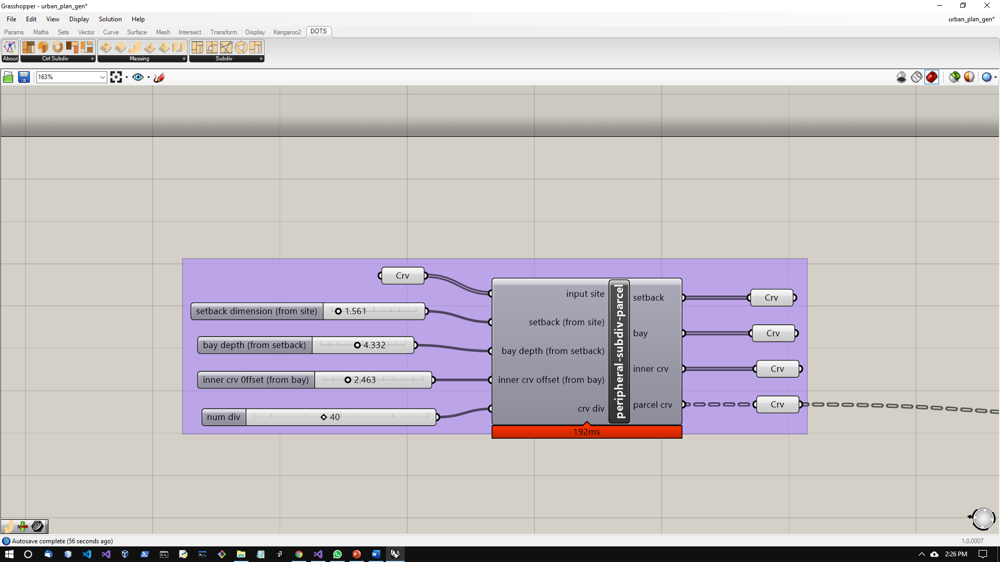 Grasshopper - urban_plan_gen*
File Edit View Display Solution Help
urban_plan_gen*
Params Maths Sets Vector Curve Surface Mesh Intersect Transform Display Kangaroo2 DOTS
About Ctrl Subdiv Massing Subdiv
163%
Crv
input site
setback dimension (from site) 1.561
setback (from site)
bay depth (from setback) 4.332
bay depth (from setback)
inner crv 0ffset (from bay) 2.463
inner crv offset (from bay)
num div 40
crv div
peripheral-subdiv-parcel
setback
Crv
bay
Crv
inner crv
Crv
parcel crv
Crv
192ms
Autosave complete (56 seconds ago)
1.0.0007
2:26 PM